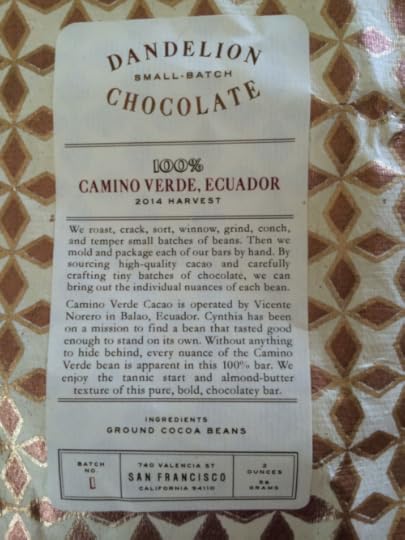 DANDELION
SMALL-BATCH
CHOCOLATE
100%
CAMINO VERDE, ECUADOR
2014 HARVEST
We roast, crack, sort, winnow, grind, conch,
and temper small batches of beans. Then we
mold and package each of our bars by hand. By
sourcing high-quality cacao and carefully
crafting tiny batches of chocolate, we can
bring out the individual nuances of each bean.
Camino Verde Cacao is operated by Vicente
Norero in Balao, Ecuador. Cynthia has been
on a mission to find a bean that tasted good
enough to stand on its own. Without anything
to hide behind, every nuance of the Camino
Verde bean is apparent in this 100% bar. We
enjoy the tannic start and almond-butter
texture of this pure, bold, chocolatey bar.
INGREDIENTS
GROUND COCOA BEANS
BATCH
NO.
1
740 VALENCIA ST
SAN FRANCISCO
CALIFORNIA 94110
2
OUNCES
56
GRAMS